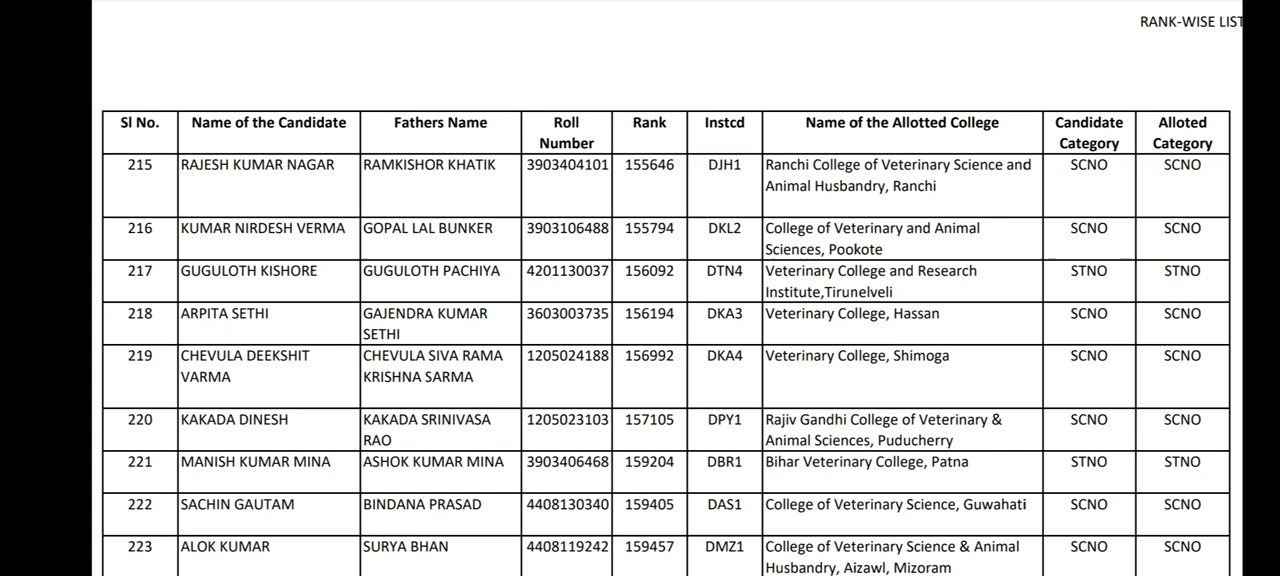 RANK-WISE LIST
Sl No. Name of the Candidate Fathers Name Roll Number Rank Instcd Name of the Allotted College Candidate Category Alloted Category
215 RAJESH KUMAR NAGAR RAMKISHOR KHATIK 3903404101 155646 DJH1 Ranchi College of Veterinary Science and Animal Husbandry, Ranchi SCNO SCNO
216 KUMAR NIRDESH VERMA GOPAL LAL BUNKER 3903106488 155794 DKL2 College of Veterinary and Animal Sciences, Pookote SCNO SCNO
217 GUGULOTH KISHORE GUGULOTH PACHIYA 4201130037 156092 DTN4 Veterinary College and Research Institute,Tirunelveli STNO STNO
218 ARPITA SETHI GAJENDRA KUMAR SETHI 3603003735 156194 DKA3 Veterinary College, Hassan SCNO SCNO
219 CHEVULA DEEKSHIT VARMA CHEVULA SIVA RAMA KRISHNA SARMA 1205024188 156992 DKA4 Veterinary College, Shimoga SCNO SCNO
220 KAKADA DINESH KAKADA SRINIVASA RAO 1205023103 157105 DPY1 Rajiv Gandhi College of Veterinary & Animal Sciences, Puducherry SCNO SCNO
221 MANISH KUMAR MINA ASHOK KUMAR MINA 3903406468 159204 DBR1 Bihar Veterinary College, Patna STNO STNO
222 SACHIN GAUTAM BINDANA PRASAD 4408130340 159405 DAS1 College of Veterinary Science, Guwahati SCNO SCNO
223 ALOK KUMAR SURYA BHAN 4408119242 159457 DMZ1 College of Veterinary Science & Animal Husbandry, Aizawl, Mizoram SCNO SCNO